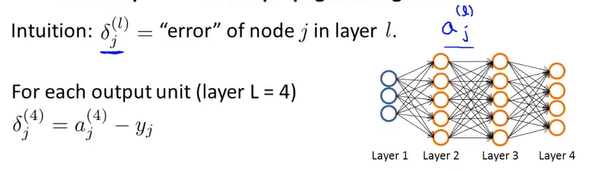 Intuition: δ_j^(l) = “error” of node j in layer l.
a_j^(l)
For each output unit (layer L = 4)
δ_j^(4) = a_j^(4) − y_j
Layer 1 Layer 2 Layer 3 Layer 4